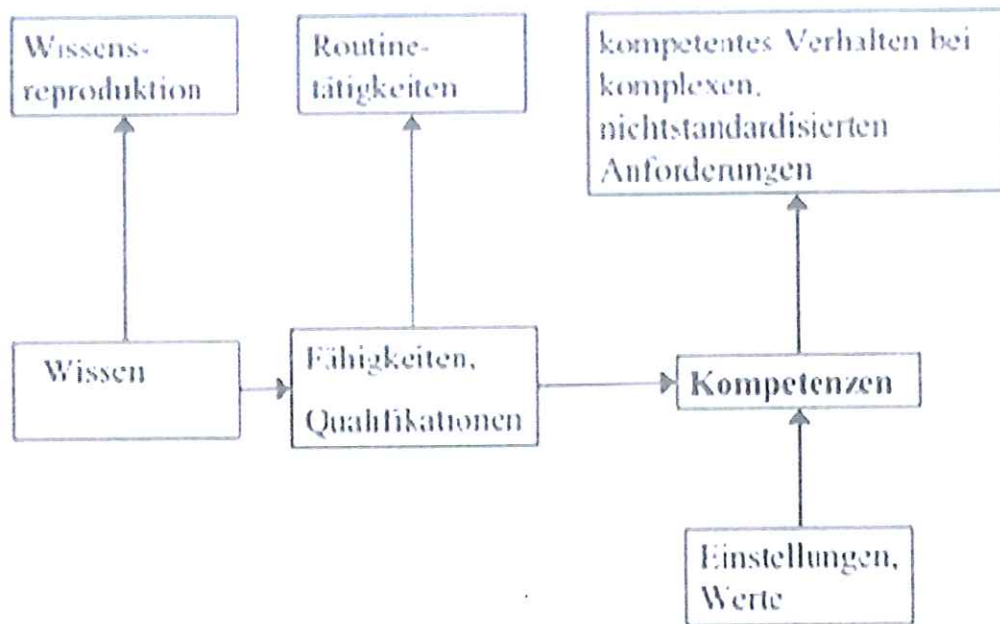 Wissens-
reproduktion
Routine-
tätigkeiten
kompetentes Verhalten bei
komplexen,
nichtstandardisierten
Anforderungen
Wissen
Fähigkeiten,
Qualifikationen
Kompetenzen
Einstellungen,
Werte